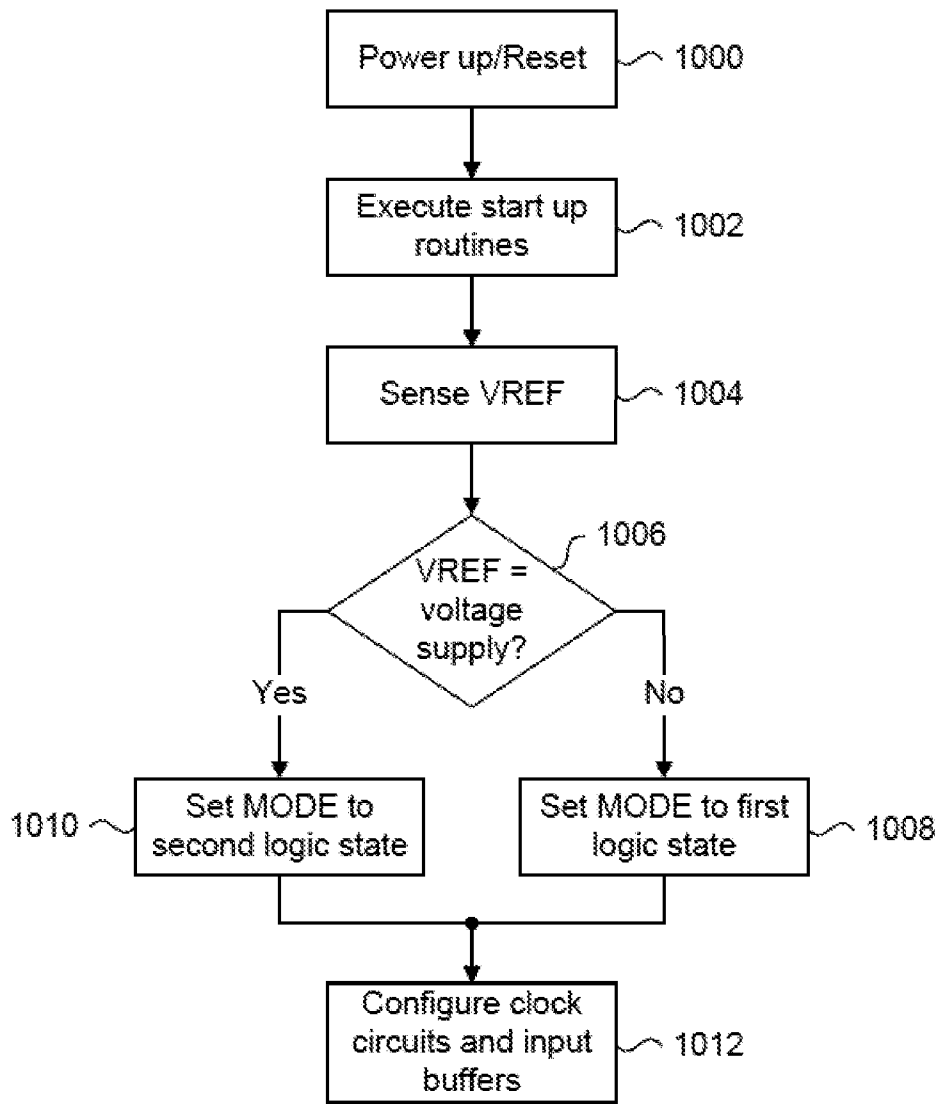 Power up/Reset
1000
Execute start up
routines
1002
Sense VREF
1004
VREF =
voltage
supply?
1006
Yes
No
Set MODE to
second logic state
1010
Set MODE to first
logic state
1008
Configure clock
circuits and input
buffers
1012